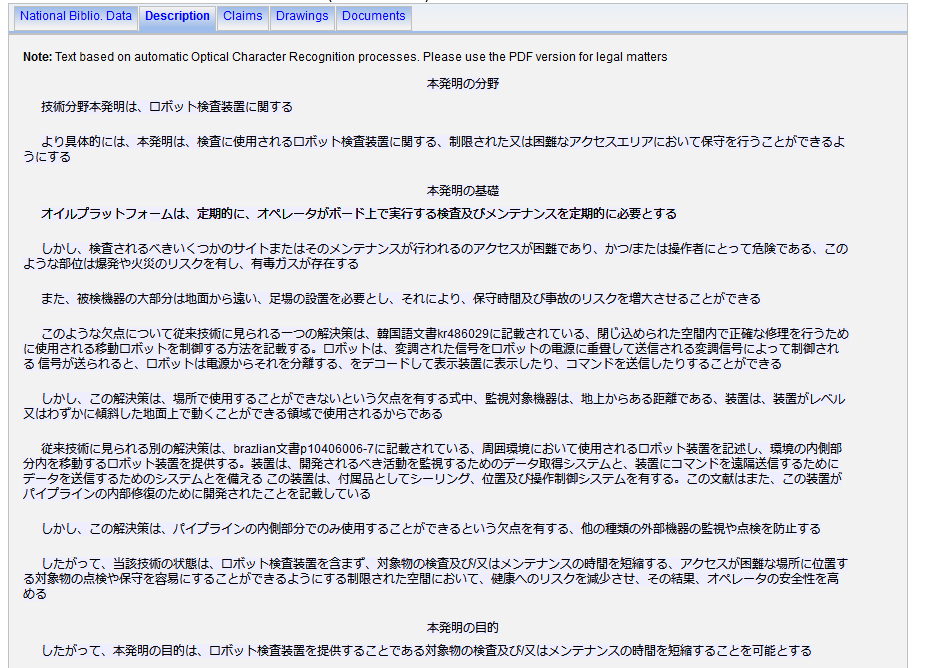 National Biblio. Data Description Claims Drawings Documents
Note: Text based on automatic Optical Character Recognition processes. Please use the PDF version for legal matters
本発明の分野
技術分野本発明は、ロボット検査装置に関する
より具体的には、本発明は、検査に使用されるロボット検査装置に関する、制限された又は困難なアクセスエリアにおいて保守を行うことができるよ
うにする
本発明の基礎
オイルプラットフォームは、定期的に、オペレータがボード上で実行する検査及びメンテナンスを定期的に必要とする
しかし、検査されるべきいくつかのサイトまたはそのメンテナンスが行われるのアクセスが困難であり、かつ/または操作者にとって危険である、この
ような部位は爆発や火災のリスクを有し、有毒ガスが存在する
また、被検機器の大部分は地面から遠い、足場の設置を必要とし、それにより、保守時間及び事故のリスクを増大させることができる
このような欠点について従来技術に見られる一つの解決策は、韓国語文書kr486029に記載されている、閉じ込められた空間内で正確な修理を行うため
に使用される移動ロボットを制御する方法を記載する。ロボットは、変調された信号をロボットの電源に重畳して送信される変調信号によって制御され
る 信号が送られると、ロボットは電源からそれを分離する、をデコードして表示装置に表示したり、コマンドを送信したりすることができる
しかし、この解決策は、場所で使用することができないという欠点を有する式中、監視対象機器は、地上からある距離である、装置は、装置がレベル
又はわずかに傾斜した地面上で動くことができる領域で使用されるからである
従来技術に見られる別の解決策は、brazlian文書p10406006-7に記載されている、周囲環境において使用されるロボット装置を記述し、環境の内側部
分内を移動するロボット装置を提供する。装置は、開発されるべき活動を監視するためのデータ取得システムと、装置にコマンドを遠隔送信するために
データを送信するためのシステムとを備える この装置は、付属品としてシーリング、位置及び操作制御システムを有する。この文献はまた、この装置が
パイプラインの内部修復のために開発されたことを記載している
しかし、この解決策は、パイプラインの内側部分でのみ使用することができるという欠点を有する、他の種類の外部機器の監視や点検を防止する
したがって、当該技術の状態は、ロボット検査装置を含まず、対象物の検査及び/又はメンテナンスの時間を短縮する、アクセスが困難な場所に位置す
る対象物の点検や保守を容易にすることができるようにする制限された空間において、健康へのリスクを減少させ、その結果、オペレータの安全性を高
める
本発明の目的
したがって、本発明の目的は、ロボット検査装置を提供することである対象物の検査及び/又はメンテナンスの時間を短縮することを可能とする